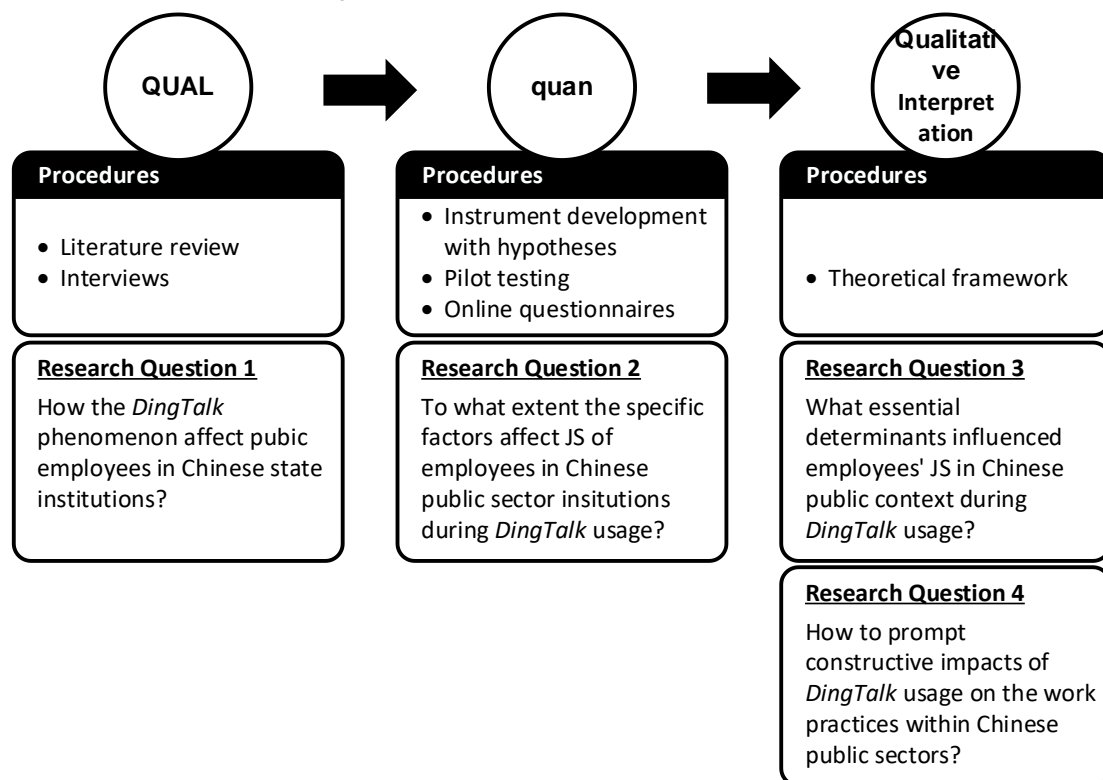 QUAL
Procedures
• Literature review
• Interviews
Research Question 1
How the DingTalk
phenomenon affect pubic
employees in Chinese state
institutions?
quan
Procedures
• Instrument development
with hypotheses
• Pilot testing
• Online questionnaires
Research Question 2
To what extent the specific
factors affect JS of
employees in Chinese
public sector insitutions
during DingTalk usage?
Qualitati
ve
Interpret
ation
Procedures
• Theoretical framework
Research Question 3
What essential
determinants influenced
employees' JS in Chinese
public context during
DingTalk usage?
Research Question 4
How to prompt
constructive impacts of
DingTalk usage on the work
practices within Chinese
public sectors?